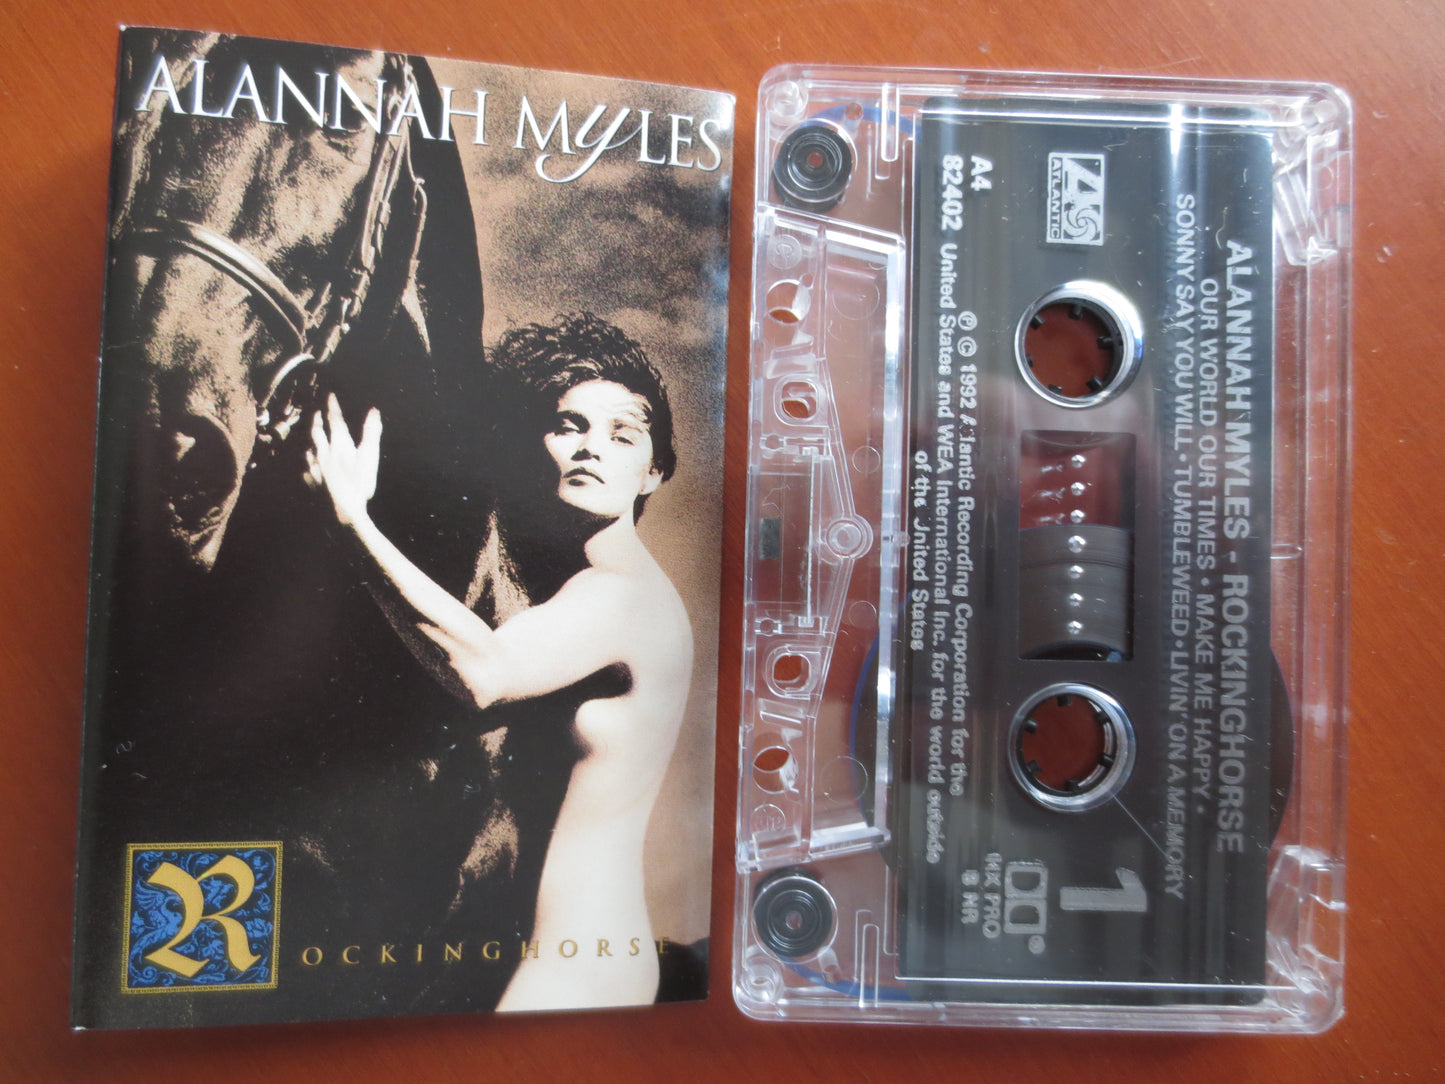 ALANNAH MYLES
ROCKINGHORSE
ALANNAH MYLES - ROCKINGHORSE
OUR WORLD OUR TIMES • MAKE ME HAPPY •
SONNY SAY YOU WILL • TUMBLEWEED • LIVIN' ON A MEMORY
ATLANTIC
1
DD®
HX PRO
B NR
A4
82402
℗ © 1992 Atlantic Recording Corporation for the
United States and WEA International Inc. for the world outside
of the United States